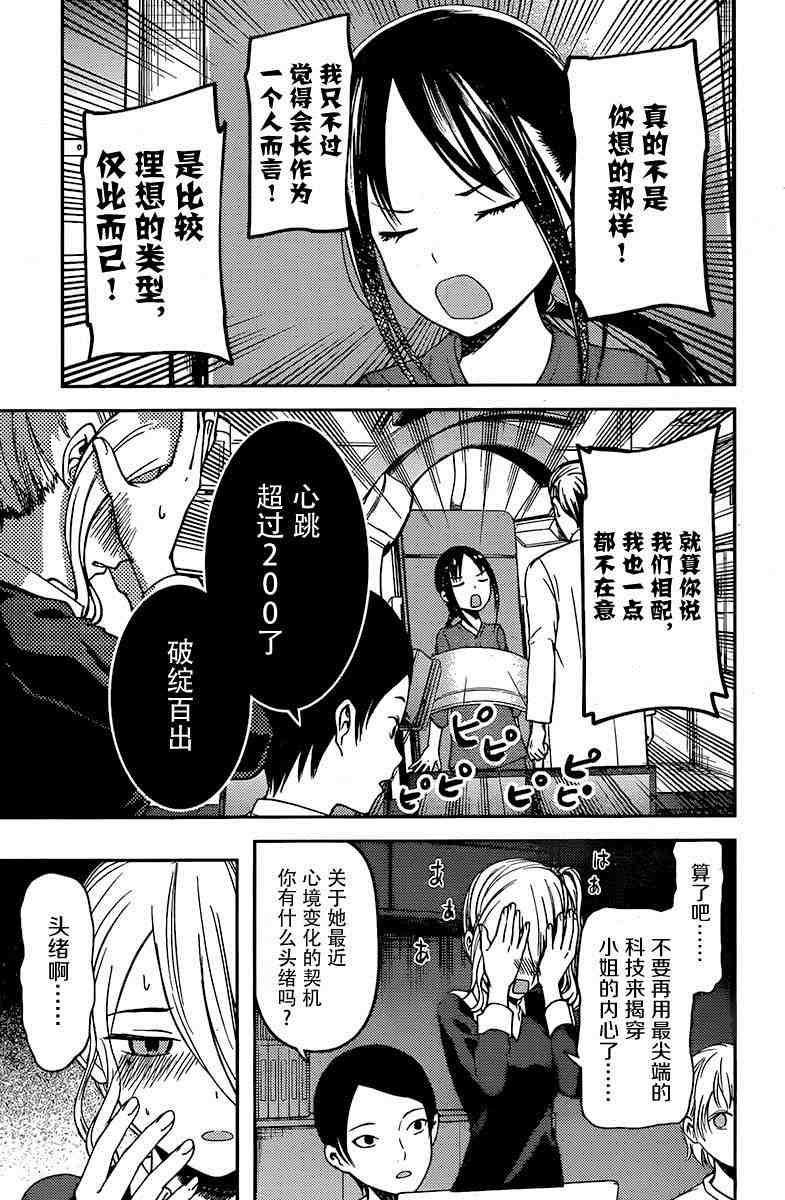 真的不是
你想的那样！
我只不过
觉得会长作为
一个人而言！
是比较
理想的类型，
仅此而已！
就算你说
我们相配，
我也一点
都不在意
心跳
超过200了
破绽百出
ピピピ
ピピピ
ピピピ
算了吧……
不要再用最尖端的
科技来揭穿
小姐的内心了……
はぁぁ
ぁぁぁ
关于她最近
心境变化的契机
你有什么头绪吗？
头绪啊……